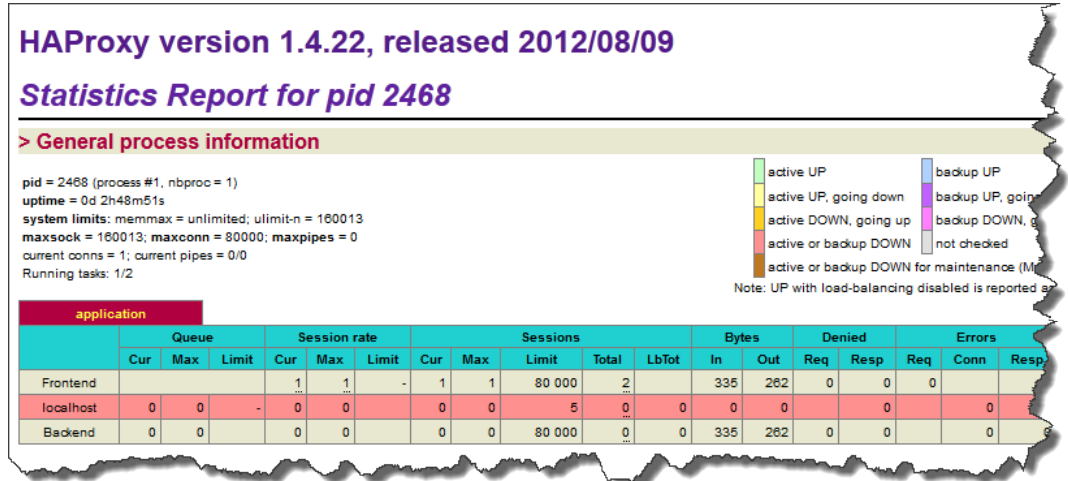 HAProxy version 1.4.22, released 2012/08/09
Statistics Report for pid 2468
> General process information
pid = 2468 (process #1, nbproc = 1)
uptime = 0d 2h48m51s
system limits: memmax = unlimited; ulimit-n = 160013
maxsock = 160013; maxconn = 80000; maxpipes = 0
current conns = 1; current pipes = 0/0
Running tasks: 1/2
active UP backup UP
active UP, going down backup UP,
active DOWN, going up backup DOWN,
active or backup DOWN not checked
active or backup DOWN for maintenance
Note: UP with load-balancing disabled is reported
application
Queue Session rate Sessions Bytes Denied Errors
Cur Max Limit Cur Max Limit Cur Max Limit Total LbTot In Out Req Resp Req Conn Resp
Frontend 1 1 - 1 1 80 000 2 335 262 0 0 0
localhost 0 0 - 0 0 0 0 5 0 0 0 0 0 0
Backend 0 0 0 0 0 0 80 000 0 0 335 262 0 0 0